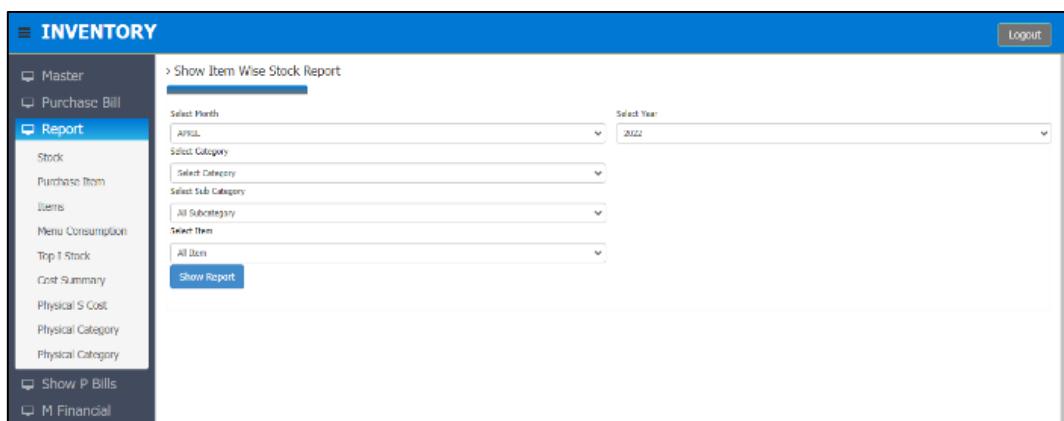 INVENTORY
Logout
Master
Purchase Bill
Report
Stock
Purchase Item
Items
Menu Consumption
Top I Stock
Cost Summary
Physical S Cost
Physical Category
Physical Category
Show P Bills
M Financial
> Show Item Wise Stock Report
Select Month
Select Year
APRIL
2022
Select Category
Select Category
Select Sub Category
All Subcategory
Select Item
All Item
Show Report